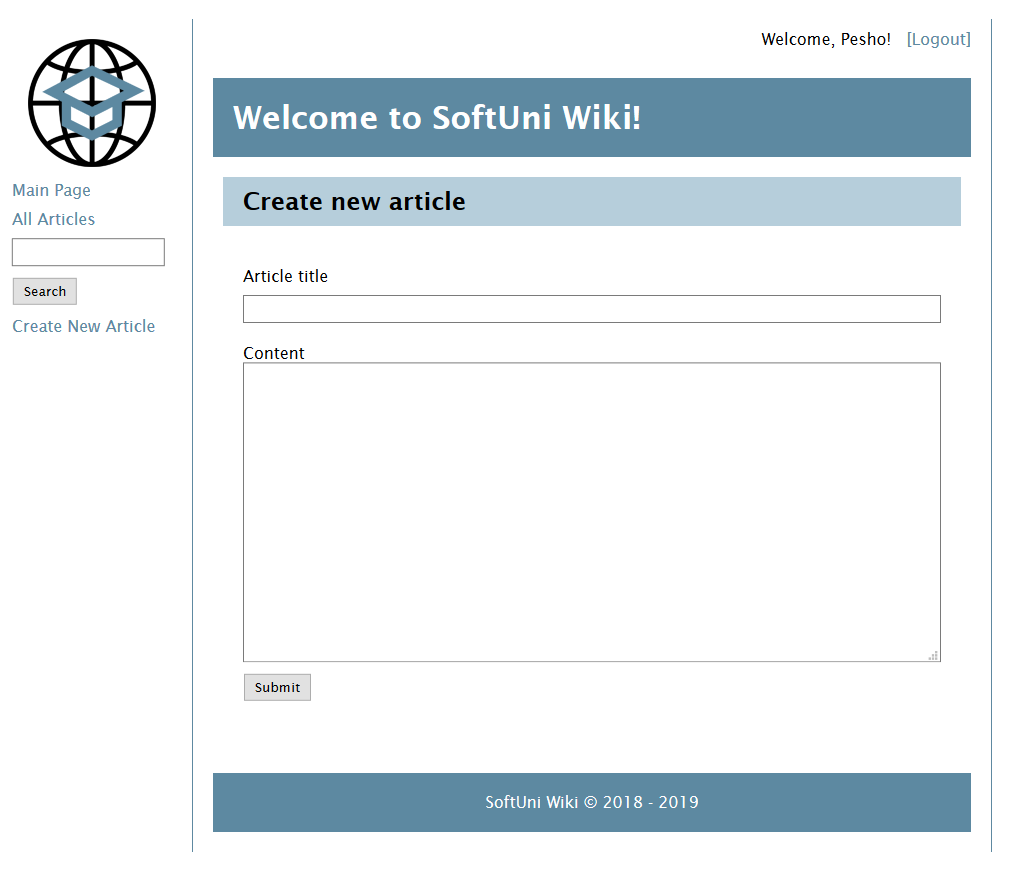 Main Page
All Articles
Search
Create New Article
Welcome, Pesho! [Logout]
Welcome to SoftUni Wiki!
Create new article
Article title
Content
Submit
SoftUni Wiki © 2018 - 2019